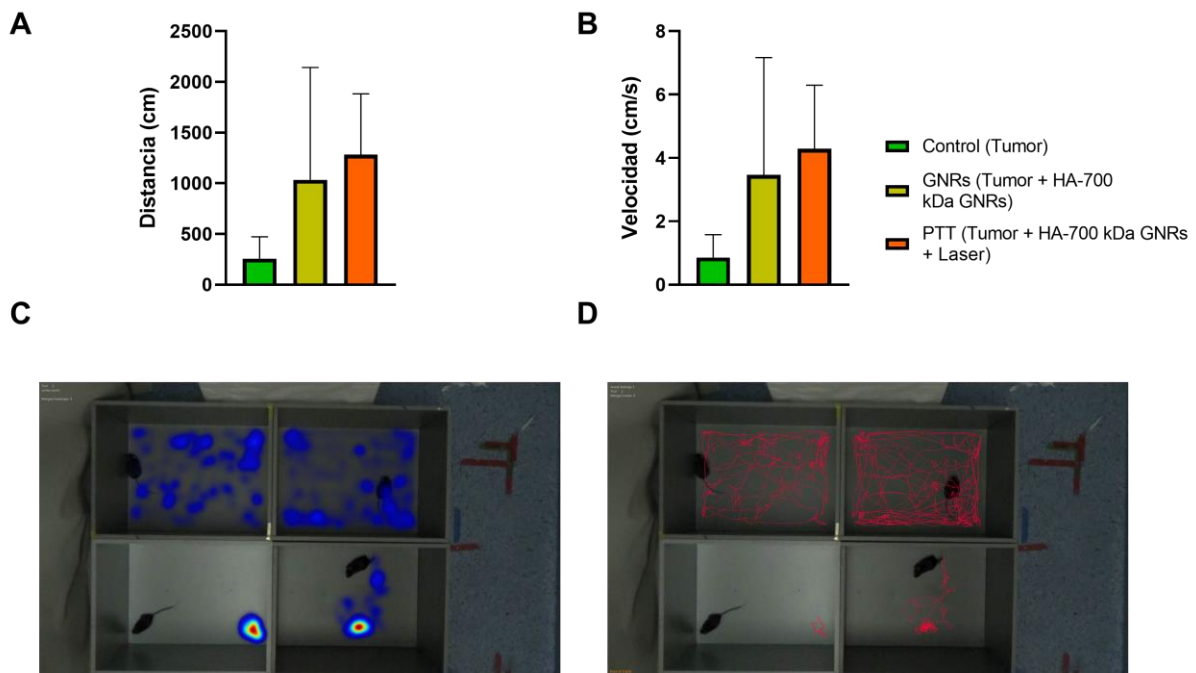 A
2500
2000
1500
1000
500
0
Distancia (cm)
B
8
6
4
2
0
Velocidad (cm/s)
Control (Tumor)
GNRs (Tumor + HA-700
kDa GNRs)
PTT (Tumor + HA-700 kDa GNRs
+ Laser)
C
D